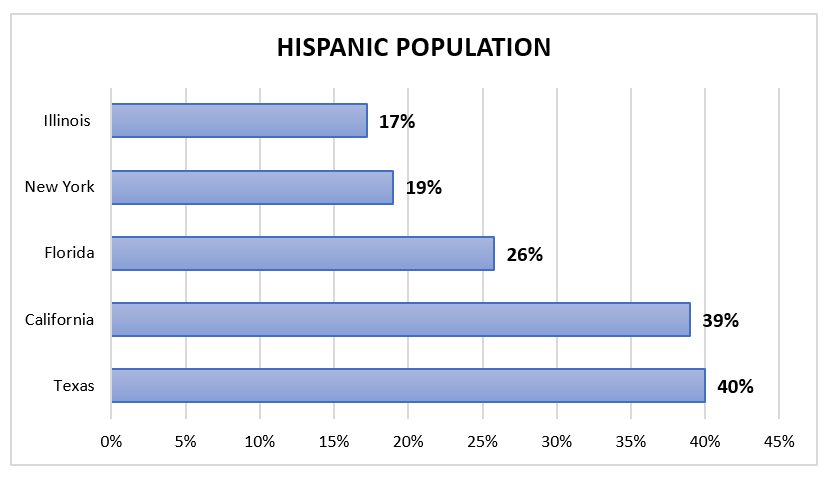 HISPANIC POPULATION
Illinois 17%
New York 19%
Florida 26%
California 39%
Texas 40%
0% 5% 10% 15% 20% 25% 30% 35% 40% 45%